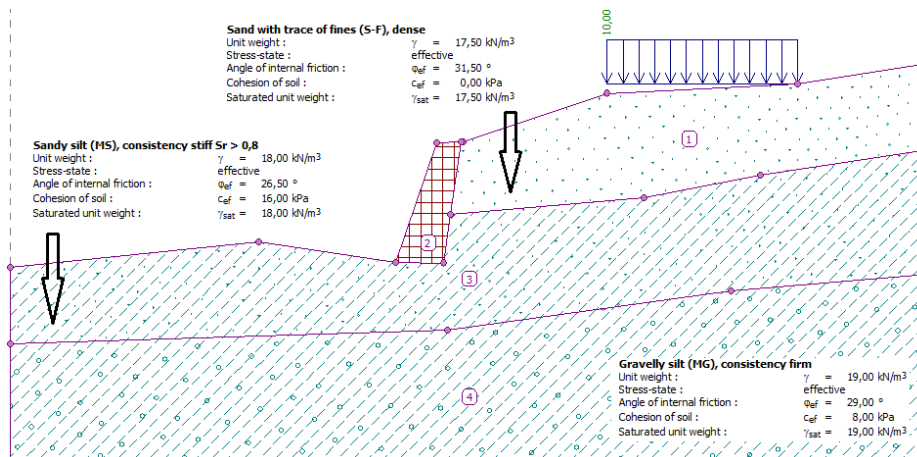 Sand with trace of fines (S-F), dense
Unit weight : γ = 17,50 kN/m³
Stress-state : effective
Angle of internal friction : φef = 31,50 °
Cohesion of soil : cef = 0,00 kPa
Saturated unit weight : γsat = 17,50 kN/m³
10,00
Sandy silt (MS), consistency stiff Sr > 0,8
Unit weight : γ = 18,00 kN/m³
Stress-state : effective
Angle of internal friction : φef = 26,50 °
Cohesion of soil : cef = 16,00 kPa
Saturated unit weight : γsat = 18,00 kN/m³
1
2
3
Gravelly silt (MG), consistency firm
Unit weight : γ = 19,00 kN/m³
Stress-state : effective
Angle of internal friction : φef = 29,00 °
Cohesion of soil : cef = 8,00 kPa
Saturated unit weight : γsat = 19,00 kN/m³
4